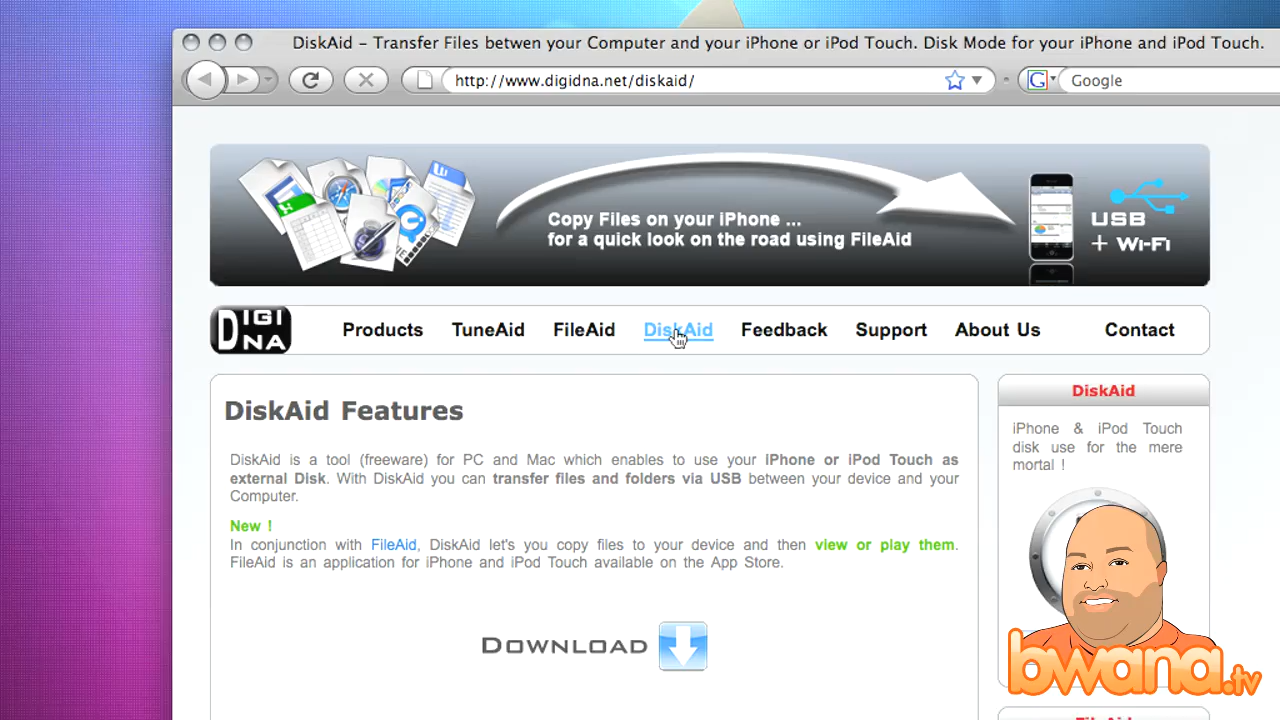 DiskAid – Transfer Files betwen your Computer and your iPhone or iPod Touch. Disk Mode for your iPhone and iPod Touch.
http://www.digidna.net/diskaid/
G Google
Copy Files on your iPhone ...
for a quick look on the road using FileAid
USB
+ Wi-Fi
DIGI
DNA
Products TuneAid FileAid DiskAid Feedback Support About Us Contact
DiskAid Features
DiskAid is a tool (freeware) for PC and Mac which enables to use your iPhone or iPod Touch as
external Disk. With DiskAid you can transfer files and folders via USB between your device and your
Computer.
New !
In conjunction with FileAid, DiskAid let's you copy files to your device and then view or play them.
FileAid is an application for iPhone and iPod Touch available on the App Store.
Download
DiskAid
iPhone & iPod Touch
disk use for the mere
mortal !
bwana.tv